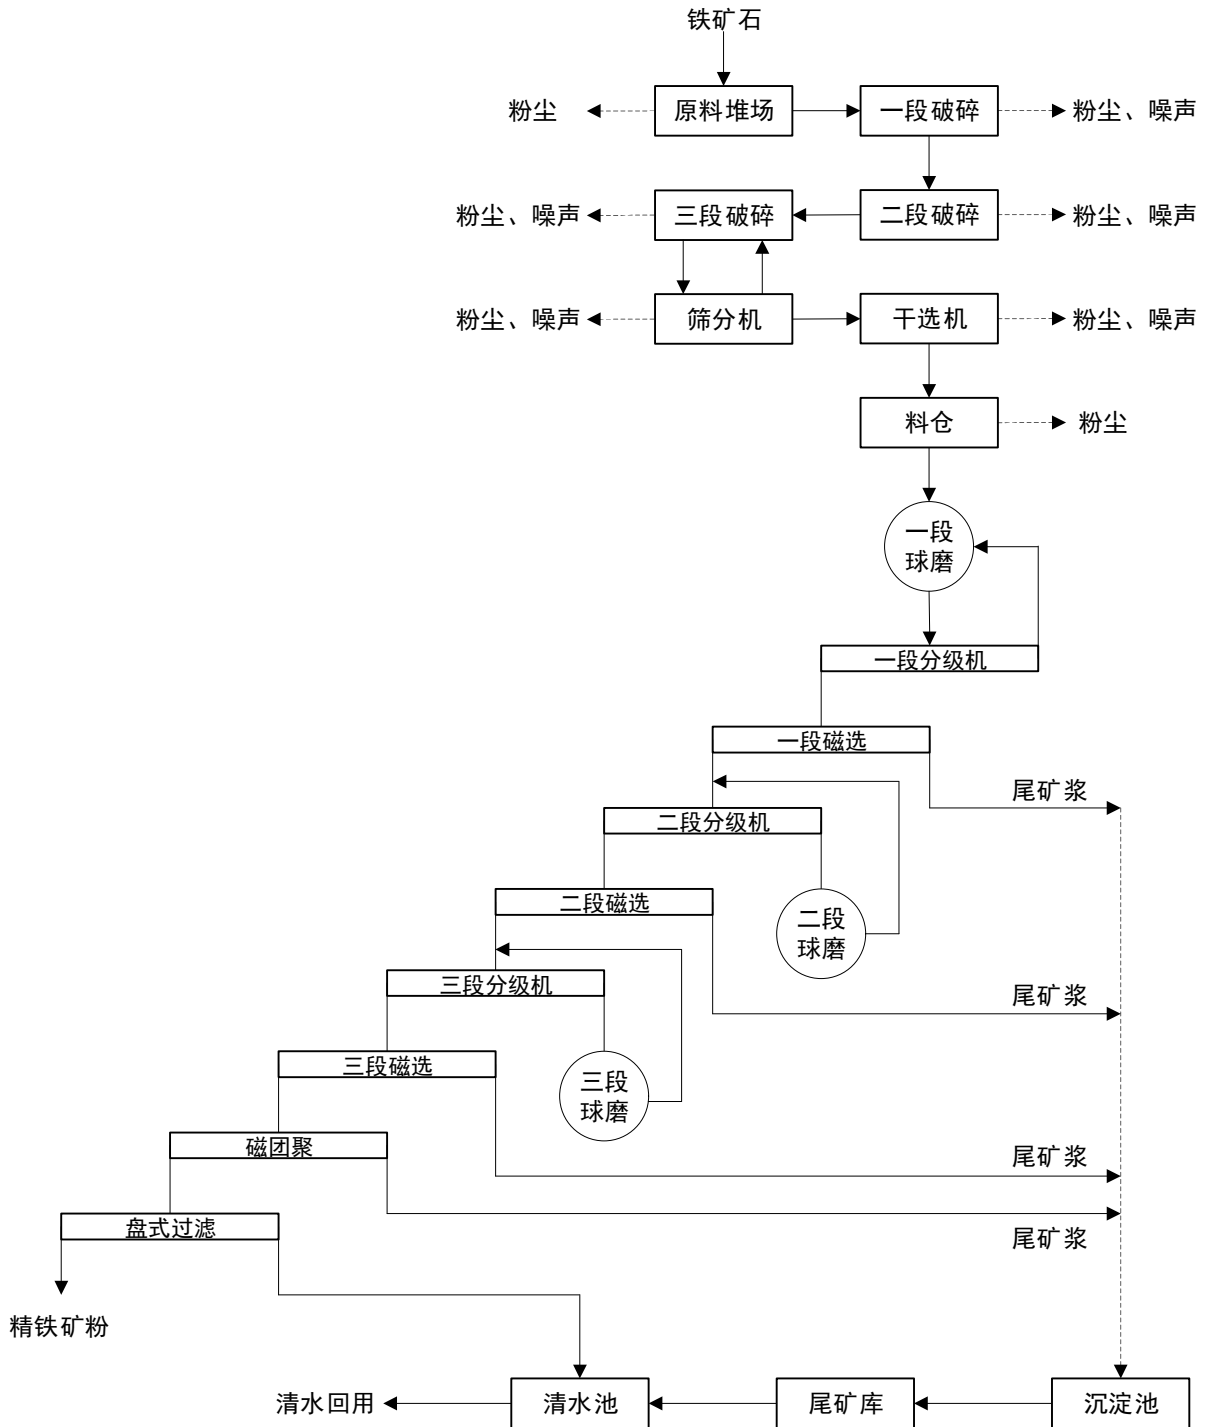 铁矿石
粉尘
原料堆场
一段破碎
粉尘、噪声
粉尘、噪声
三段破碎
二段破碎
粉尘、噪声
粉尘、噪声
筛分机
干选机
粉尘、噪声
料仓
粉尘
一段
球磨
一段分级机
一段磁选
尾矿浆
二段分级机
二段磁选
二段
球磨
三段分级机
尾矿浆
三段磁选
三段
球磨
磁团聚
尾矿浆
盘式过滤
尾矿浆
精铁矿粉
清水回用
清水池
尾矿库
沉淀池